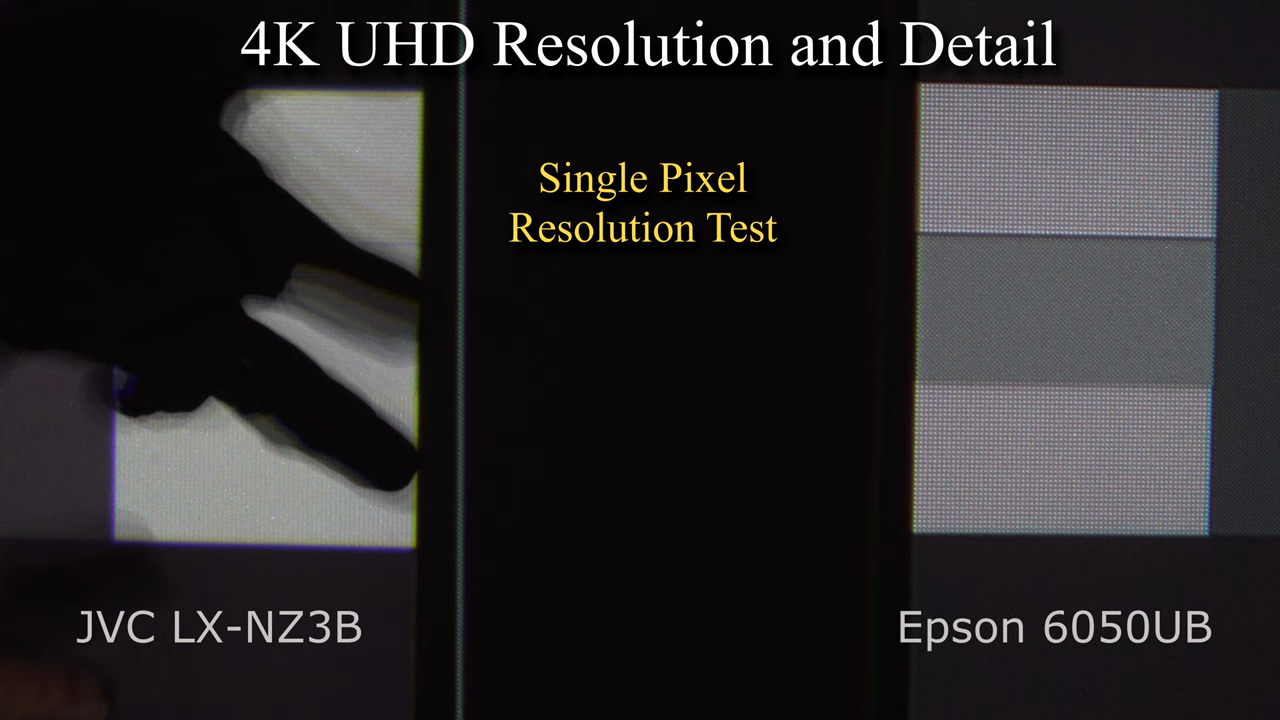 4K UHD Resolution and Detail
Single Pixel
Resolution Test
JVC LX-NZ3B
Epson 6050UB